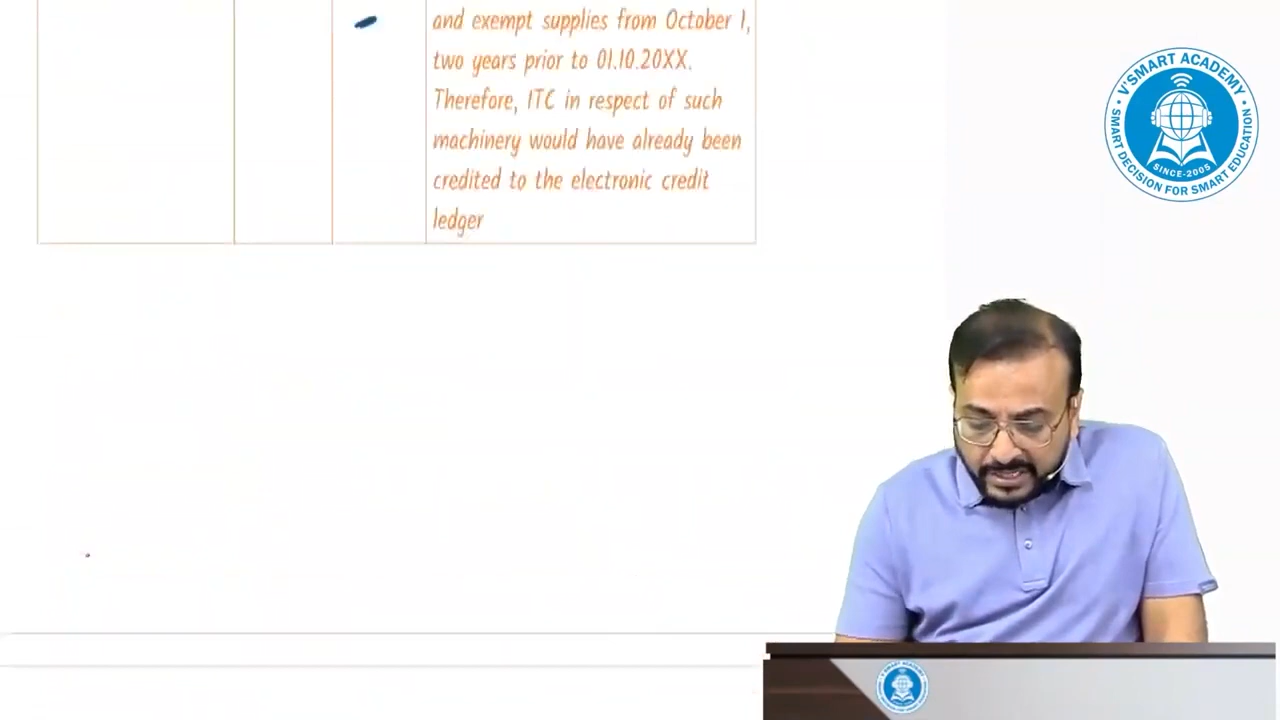 and exempt supplies from October 1,
two years prior to 01.10.20XX.
Therefore, ITC in respect of such
machinery would have already been
credited to the electronic credit
ledger
V'SMART ACADEMY
SINCE-2005
SMART DECISION FOR SMART EDUCATION